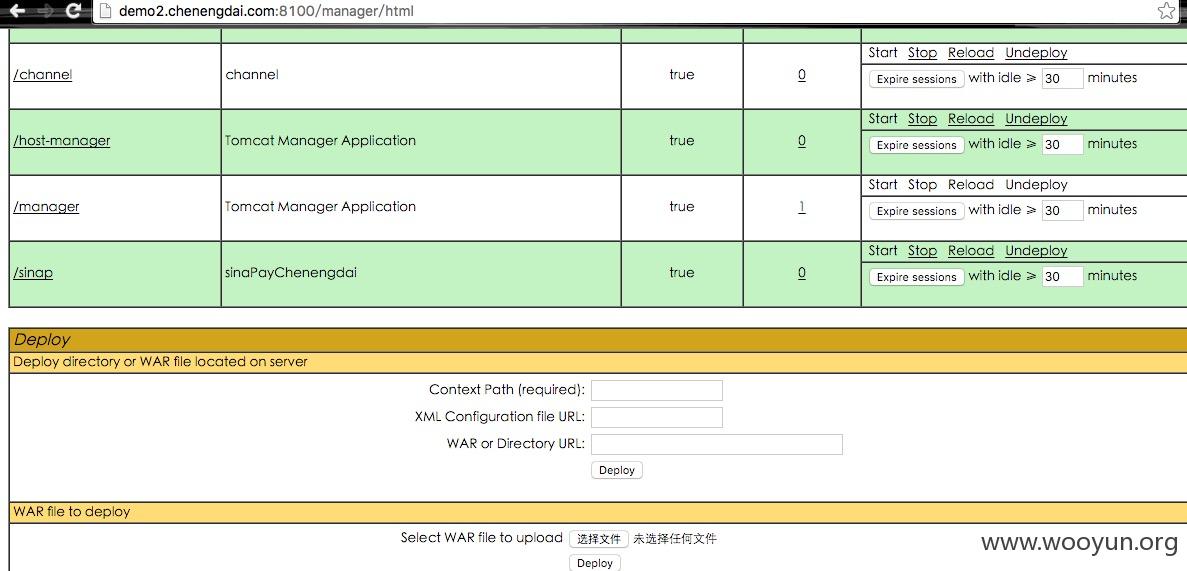 demo2.chenengdai.com:8100/manager/html
/channel channel true 0 Start Stop Reload Undeploy
Expire sessions with idle ≥ 30 minutes
/host-manager Tomcat Manager Application true 0 Start Stop Reload Undeploy
Expire sessions with idle ≥ 30 minutes
/manager Tomcat Manager Application true 1 Start Stop Reload Undeploy
Expire sessions with idle ≥ 30 minutes
/sinap sinaPayChenengdai true 0 Start Stop Reload Undeploy
Expire sessions with idle ≥ 30 minutes
Deploy
Deploy directory or WAR file located on server
Context Path (required):
XML Configuration file URL:
WAR or Directory URL:
Deploy
WAR file to deploy
Select WAR file to upload 选择文件 未选择任何文件
Deploy
www.wooyun.org